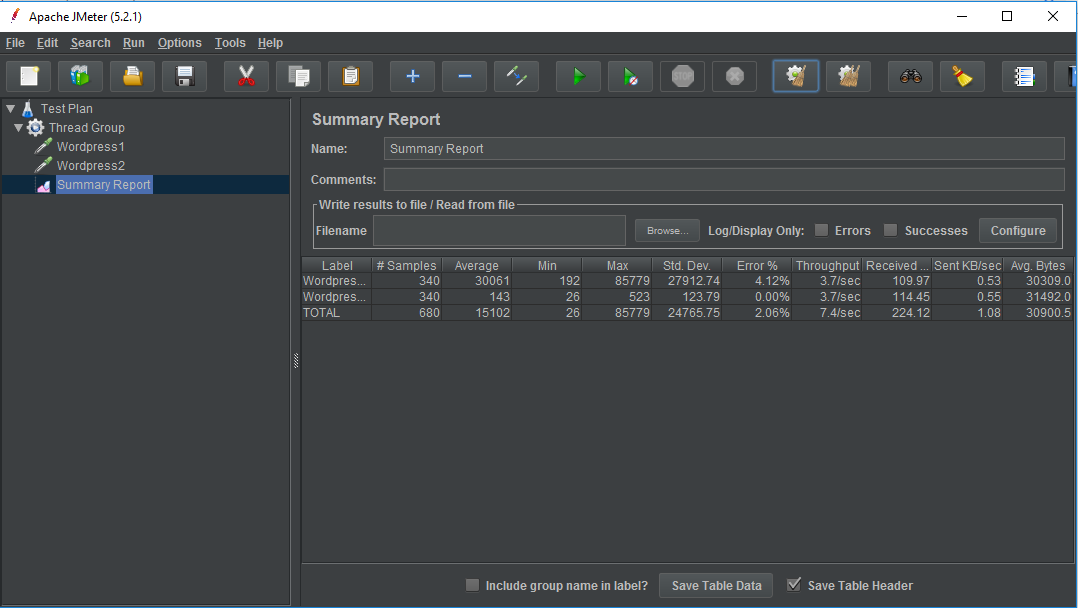 Apache JMeter (5.2.1)
File Edit Search Run Options Tools Help
STOP
Test Plan
Thread Group
Wordpress1
Wordpress2
Summary Report
Summary Report
Name: Summary Report
Comments:
Write results to file / Read from file
Filename Browse... Log/Display Only: Errors Successes Configure
Label # Samples Average Min Max Std. Dev. Error % Throughput Received ... Sent KB/sec Avg. Bytes
Wordpres... 340 30061 192 85779 27912.74 4.12% 3.7/sec 109.97 0.53 30309.0
Wordpres... 340 143 26 523 123.79 0.00% 3.7/sec 114.45 0.55 31492.0
TOTAL 680 15102 26 85779 24765.75 2.06% 7.4/sec 224.12 1.08 30900.5
Include group name in label? Save Table Data Save Table Header